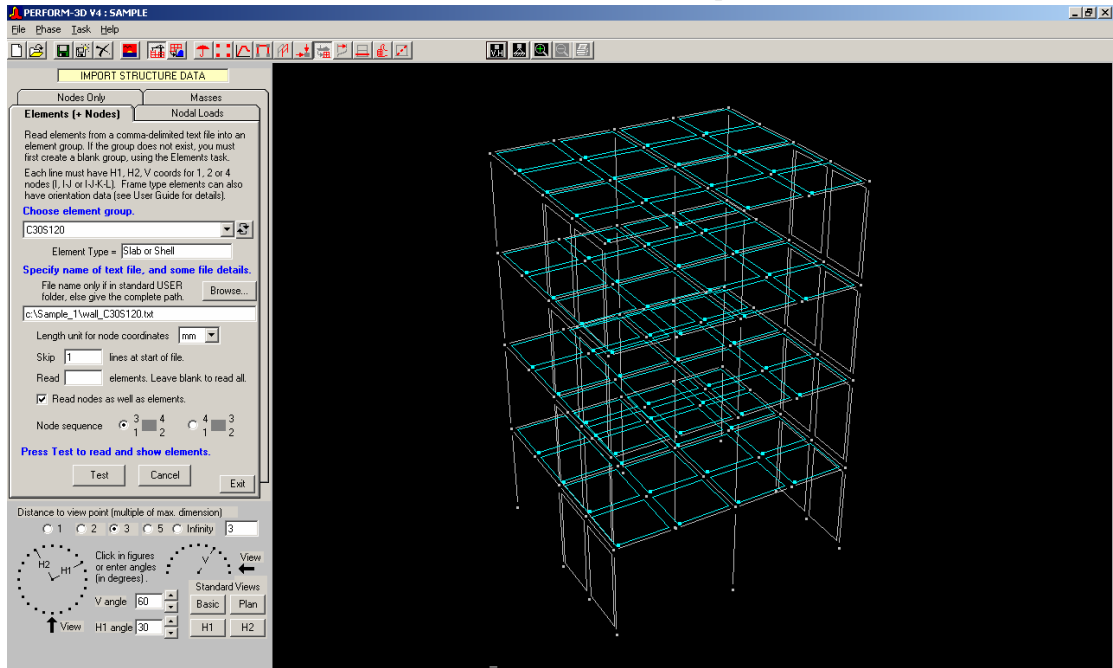 PERFORM-3D V4 : SAMPLE
File Phase Task Help
IMPORT STRUCTURE DATA
Nodes Only Masses
Elements (+ Nodes) Nodal Loads
Read elements from a comma-delimited text file into an
element group. If the group does not exist, you must
first create a blank group, using the Elements task.
Each line must have H1, H2, V coords for 1, 2 or 4
nodes (I, I-J or I-J-K-L). Frame type elements can also
have orientation data (see User Guide for details).
Choose element group.
C30S120
Element Type = Slab or Shell
Specify name of text file, and some file details.
File name only if in standard USER
folder, else give the complete path.
Browse...
c:\Sample_1\wall_C30S120.txt
Length unit for node coordinates mm
Skip 1 lines at start of file.
Read elements. Leave blank to read all.
Read nodes as well as elements.
Node sequence 3 4 4 3
1 2 1 2
Press Test to read and show elements.
Test Cancel
Exit
Distance to view point (multiple of max. dimension)
1 2 3 5 Infinity 3
H2 H1
Click in figures
or enter angles
(in degrees).
V View
Standard Views
V angle 60 Basic Plan
View H1 angle 30 H1 H2